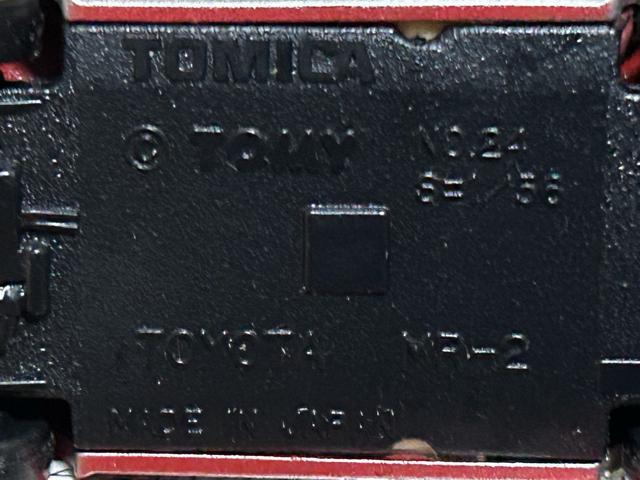 TOMICA
© TOMY NO.24
S=1/56
TOYOTA MR-2
MADE IN JAPAN